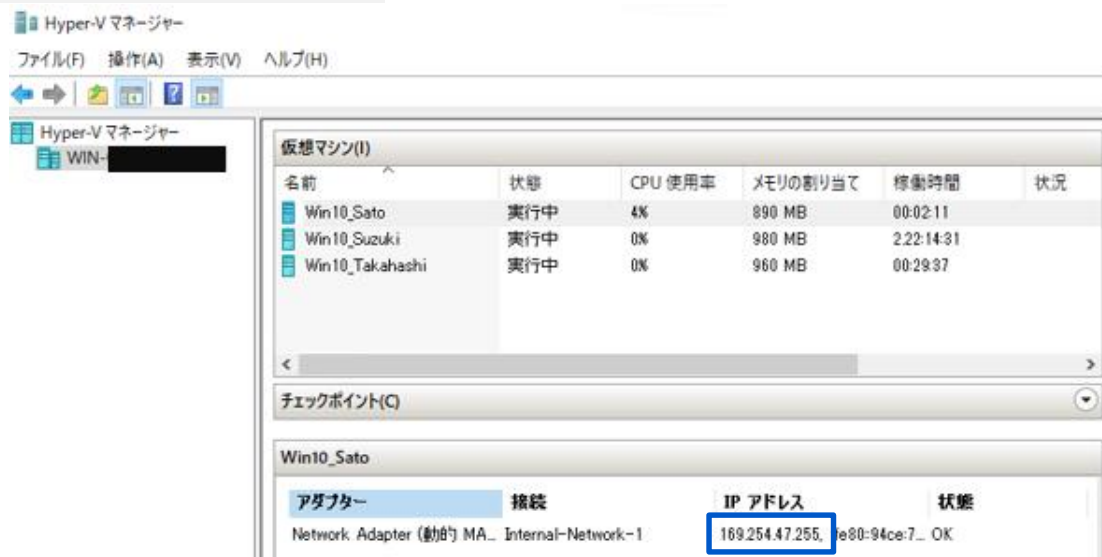 Hyper-V マネージャー
ファイル(F) 操作(A) 表示(V) ヘルプ(H)
Hyper-V マネージャー
WIN-
仮想マシン(I)
名前 状態 CPU 使用率 メモリの割り当て 稼働時間 状況
Win10_Sato 実行中 4% 890 MB 00:02:11
Win10_Suzuki 実行中 0% 980 MB 2.22:14:31
Win10_Takahashi 実行中 0% 960 MB 00:29:37
チェックポイント(C)
Win10_Sato
アダプター 接続 IP アドレス 状態
Network Adapter (動的 MA... Internal-Network-1 169.254.47.255, fe80:94ce:7... OK